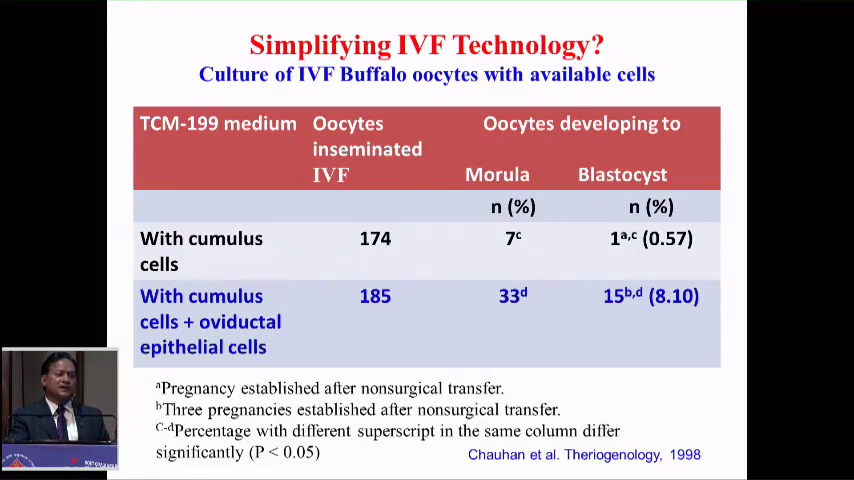 Simplifying IVF Technology?
Culture of IVF Buffalo oocytes with available cells
TCM-199 medium Oocytes inseminated IVF Oocytes developing to
Morula Blastocyst
n (%) n (%)
With cumulus cells 174 7ᶜ 1ᵃ,ᶜ (0.57)
With cumulus cells + oviductal epithelial cells 185 33ᵈ 15ᵇ,ᵈ (8.10)
ᵃPregnancy established after nonsurgical transfer.
ᵇThree pregnancies established after nonsurgical transfer.
C-dPercentage with different superscript in the same column differ
significantly (P < 0.05)
Chauhan et al. Theriogenology, 1998